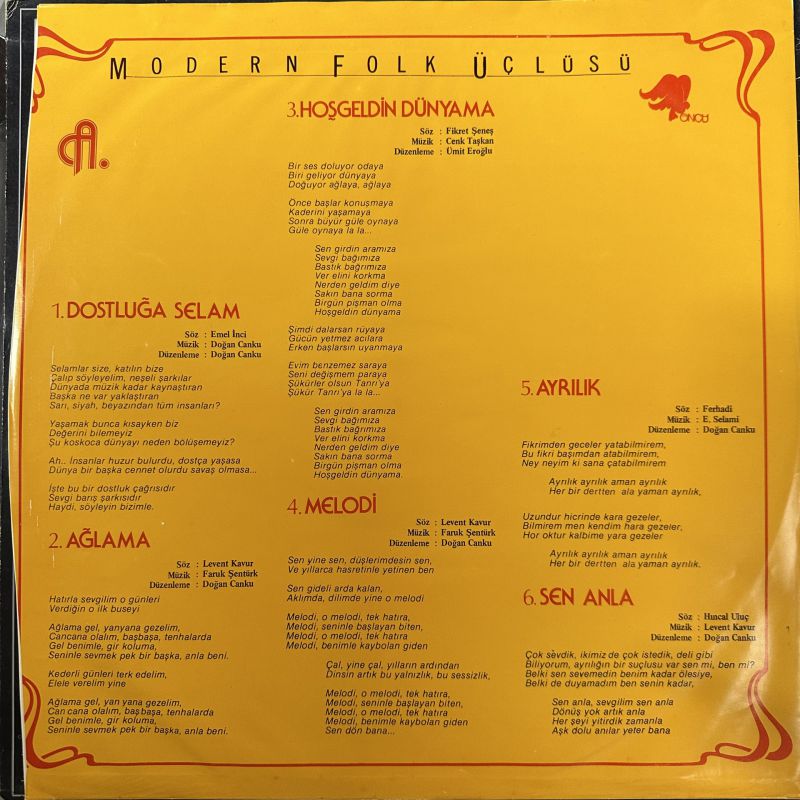 MODERN FOLK ÜÇLÜSÜ
ÖNCÜ
1. DOSTLUĞA SELAM
Söz : Emel İnci
Müzik : Doğan Canku
Düzenleme : Doğan Canku
Selamlar size, katılın bize
Çalıp söyleyelim, neşeli şarkılar
Dünyada müzik kadar kaynaştıran
Başka ne var yaklaştıran
Sarı, siyah, beyazından tüm insanları?
Yaşamak bunca kısayken biz
Değerini bilemeyiz
Şu koskoca dünyayı neden bölüşemeyiz?
Ah.. İnsanlar huzur bulurdu, dostça yaşasa
Dünya bir başka cennet olurdu savaş olmasa...
İşte bu bir dostluk çağrısıdır
Sevgi barış şarkısıdır
Haydi, söyleyin bizimle.
2. AĞLAMA
Söz : Levent Kavur
Müzik : Faruk Şentürk
Düzenleme : Doğan Canku
Hatırla sevgilim o günleri
Verdiğin o ilk buseyi
Ağlama gel, yanyana gezelim,
Cancana olalım, başbaşa, tenhalarda
Gel benimle, gir koluma,
Seninle sevmek pek bir başka, anla beni.
Kederli günleri terk edelim,
Elele verelim yine
Ağlama gel, yan yana gezelim,
Can cana olalım, başbaşa, tenhalarda
Gel benimle, gir koluma,
Seninle sevmek pek bir başka, anla beni.
3. HOŞGELDİN DÜNYAMA
Söz : Fikret Şeneş
Müzik : Cenk Taşkan
Düzenleme : Ümit Eroğlu
Bir ses doluyor odaya
Biri geliyor dünyaya
Doğuyor ağlaya, ağlaya
Önce başlar konuşmaya
Kaderini yaşamaya
Sonra büyür güle oynaya
Güle oynaya la la...
Sen girdin aramıza
Sevgi bağımıza
Bastık bağrımıza
Ver elini korkma
Nerden geldim diye
Sakın bana sorma
Birgün pişman olma
Hoşgeldin dünyama
Şimdi dalarsan rüyaya
Gücün yetmez acılara
Erken başlarsın uyanmaya
Evim benzemez saraya
Seni değişmem paraya
Şükürler olsun Tanrı'ya
Şükür Tanrı'ya la la...
Sen girdin aramıza
Sevgi bağımıza
Bastık bağrımıza
Ver elini korkma
Nerden geldim diye
Sakın bana sorma
Birgün pişman olma
Hoşgeldin dünyama.
4. MELODİ
Söz : Levent Kavur
Müzik : Faruk Şentürk
Düzenleme : Doğan Canku
Sen yine sen, düşlerimdesin sen,
Ve yıllarca hasretinle yetinen ben
Sen gideli arda kalan,
Aklımda, dilimde yine o melodi
Melodi, o melodi, tek hatıra,
Melodi, seninle başlayan biten,
Melodi, o melodi, tek hatıra,
Melodi, benimle kaybolan giden
Çal, yine çal, yılların ardından
Dinsin artık bu yalnızlık, bu sessizlik,
Melodi, o melodi, tek hatıra,
Melodi, seninle başlayan biten,
Melodi, o melodi, tek hatıra,
Melodi, benimle kaybolan giden
Sen dön bana...
5. AYRILIK
Söz : Ferhadi
Müzik : E. Selami
Düzenleme : Doğan Canku
Fikrimden geceler yatabilmirem,
Bu fikri başımdan atabilmirem,
Ney neyim ki sana çatabilmirem
Ayrılık ayrılık aman ayrılık
Her bir dertten ala yaman ayrılık,
Uzundur hicrinde kara gezeler,
Bilmirem men kendim hara gezeler,
Hor oktur kalbime yara gezeler
Ayrılık ayrılık aman ayrılık
Her bir dertten ala yaman ayrılık.
6. SEN ANLA
Söz : Hıncal Uluç
Müzik : Levent Kavur
Düzenleme : Doğan Canku
Çok sevdik, ikimiz de çok istedik, deli gibi
Biliyorum, ayrılığın bir suçlusu var sen mi, ben mi?
Belki sen sevemedin benim kadar ölesiye,
Belki de duyamadım ben senin kadar,
Sen anla, sevgilim sen anla
Dönüş yok artık anla
Her şeyi yitirdik zamanla
Aşk dolu anılar yeter bana